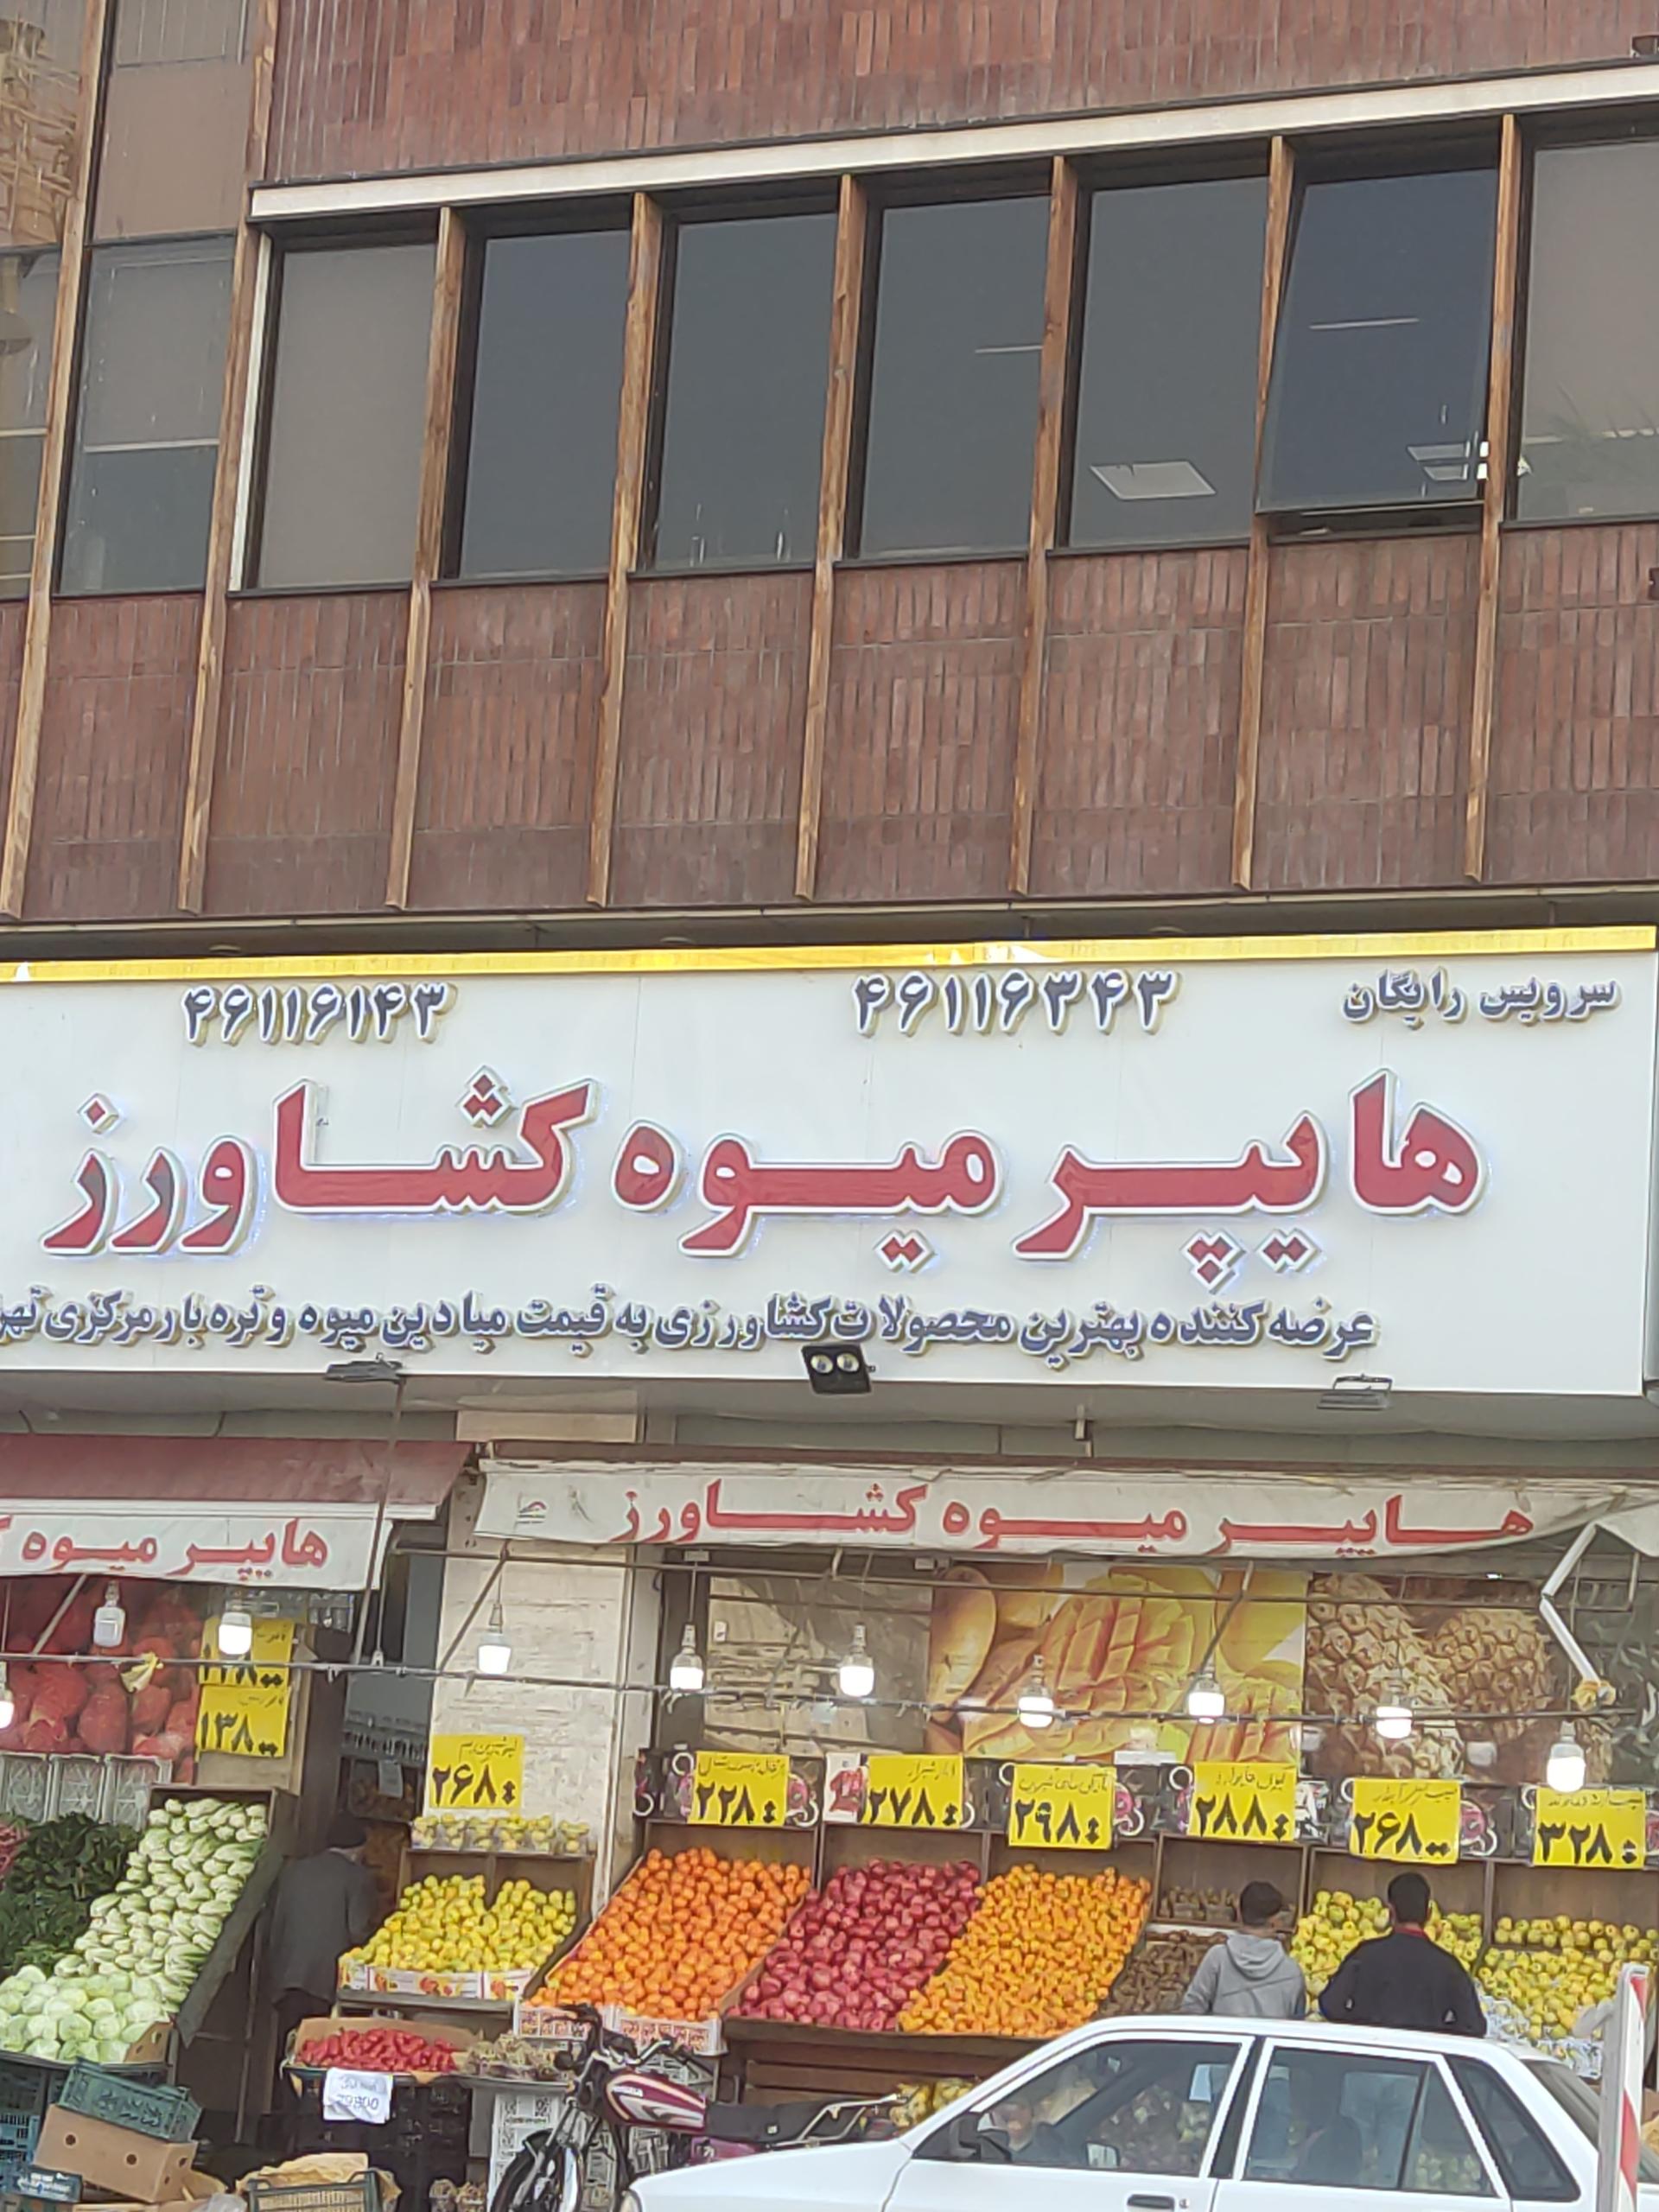 سرویس رایگان ۴۶۱۱۶۳۴۳ ۴۶۱۱۶۱۴۳
هایپر میوه کشاورز
عرضه کننده بهترین محصولات کشاورزی به قیمت میادین میوه و تره بار مرکزی
هایپر میوه کشاورز
هایپر میوه
۱۳۸۰۰
۲۶۸۰۰
۲۲۸۰۰
۲۷۸۰۰
۲۹۸۰۰
۲۸۸۰۰
۲۶۸۰۰
۳۲۸۰۰